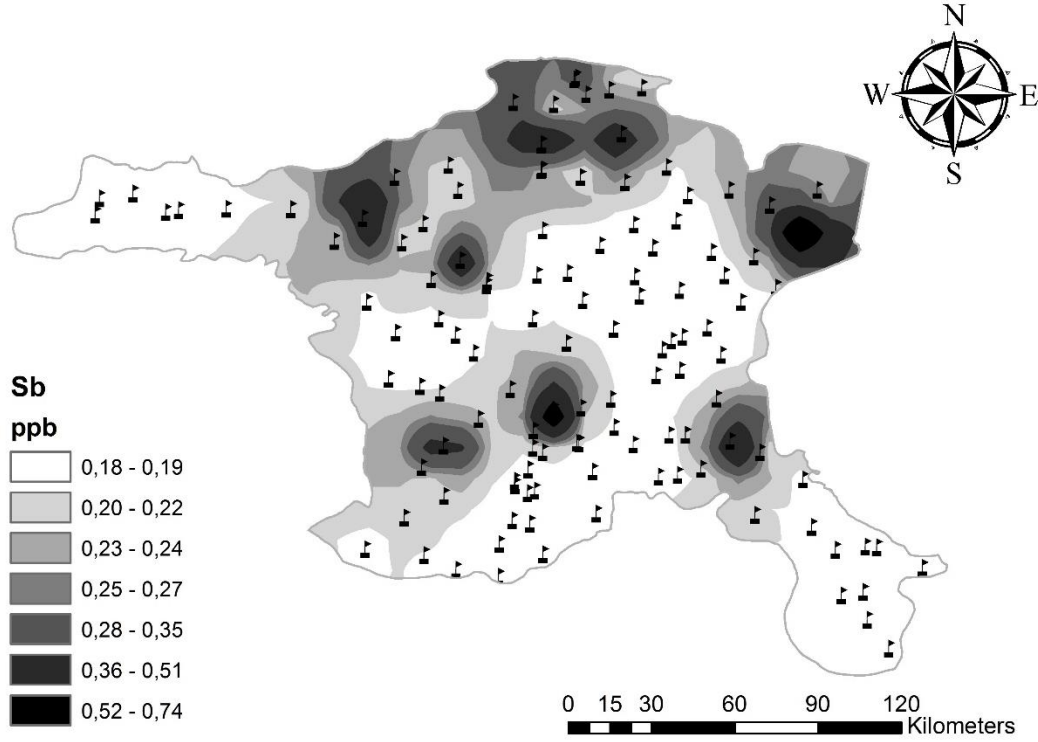 N
W E
S
Sb
ppb
0,18 - 0,19
0,20 - 0,22
0,23 - 0,24
0,25 - 0,27
0,28 - 0,35
0,36 - 0,51
0,52 - 0,74
0 15 30 60 90 120
Kilometers